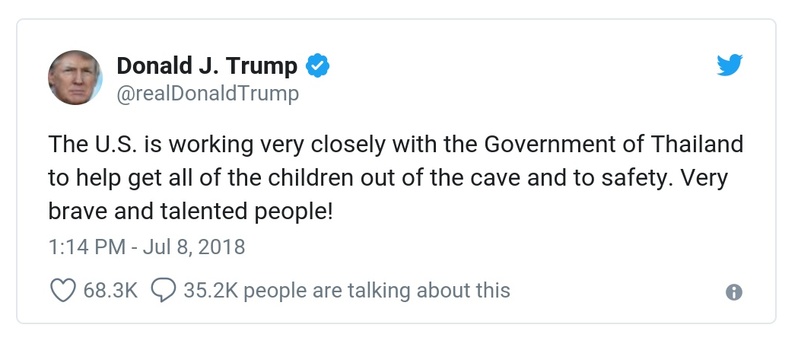 Donald J. Trump
@realDonaldTrump
The U.S. is working very closely with the Government of Thailand
to help get all of the children out of the cave and to safety. Very
brave and talented people!
1:14 PM - Jul 8, 2018
68.3K 35.2K people are talking about this